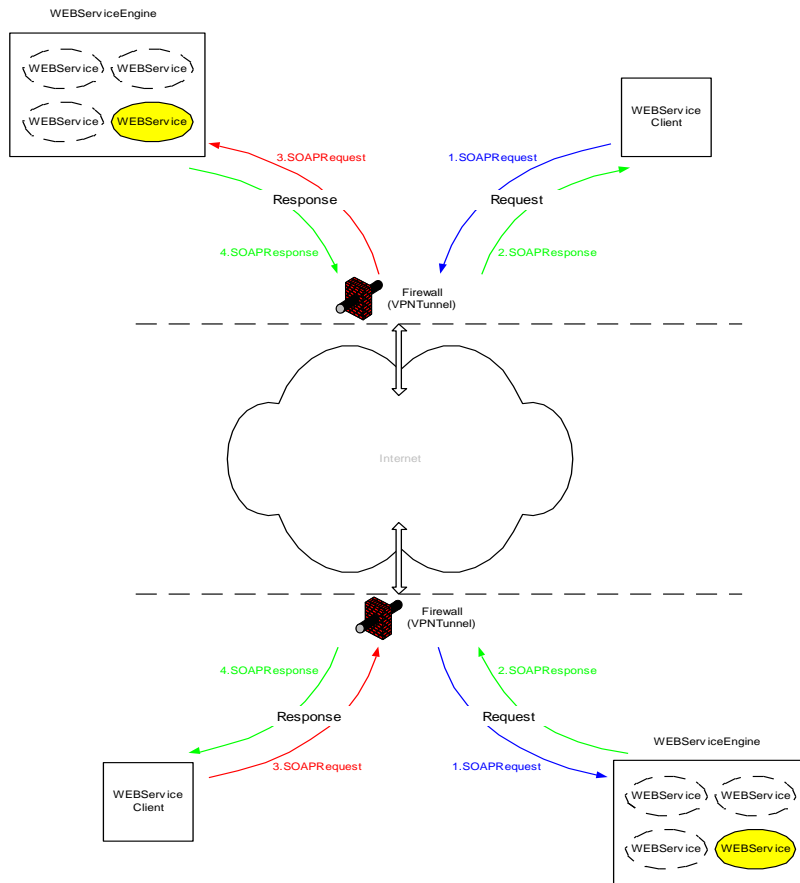 WEBServiceEngine
WEBService
WEBService
WEBService
WEBService
WEBService
Client
3.SOAPRequest
1.SOAPRequest
Response
Request
4.SOAPResponse
2.SOAPResponse
Firewall
(VPNTunnel)
Internet
Firewall
(VPNTunnel)
4.SOAPResponse
2.SOAPResponse
Response
Request
3.SOAPRequest
1.SOAPRequest
WEBServiceEngine
WEBService
Client
WEBService
WEBService
WEBService
WEBService